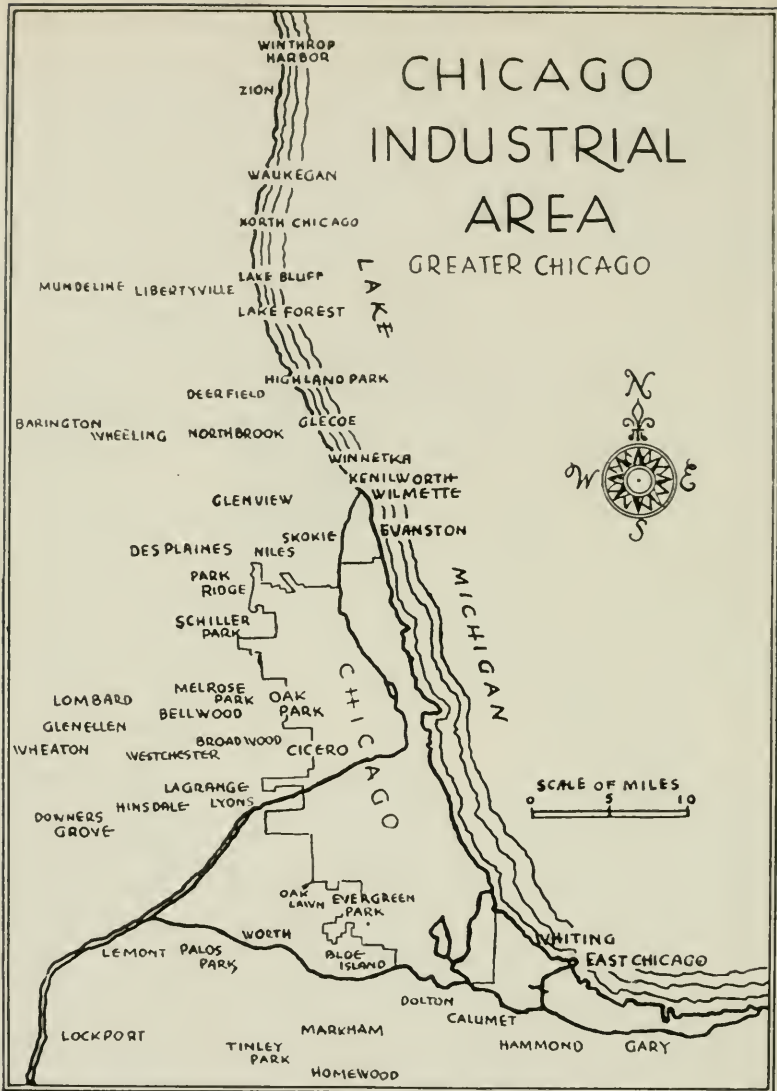 CHICAGO
INDUSTRIAL
AREA
GREATER CHICAGO
WINTHROP
HARBOR
ZION
WAUKEGAN
NORTH CHICAGO
LAKE BLUFF
MUNDELINE LIBERTYVILLE
LAKE FOREST
LAKE
HIGHLAND PARK
DEERFIELD
GLECOE
BARINGTON
WHEELING NORTHBROOK
WINNETKA
KENILWORTH
WILMETTE
GLENVIEW
SKOKIE
EVANSTON
DES PLAINES NILES
PARK
RIDGE
SCHILLER
PARK
MICHIGAN
CHICAGO
N
W
E
S
LOMBARD
MELROSE
PARK
OAK
PARK
BELLWOOD
GLENELLEN
BROADWOOD
WHEATON
WESTCHESTER
CICERO
LAGRANGE
HINSDALE
LYONS
DOWNERS
GROVE
SCALE OF MILES
0 5 10
OAK
LAWN
EVERGREEN
PARK
WORTH
BLUE
ISLAND
LEMONT
PALOS
PARK
WHITING
EAST CHICAGO
DOLTON
CALUMET
HAMMOND
GARY
LOCKPORT
MARKHAM
TINLEY
PARK
HOMEWOOD